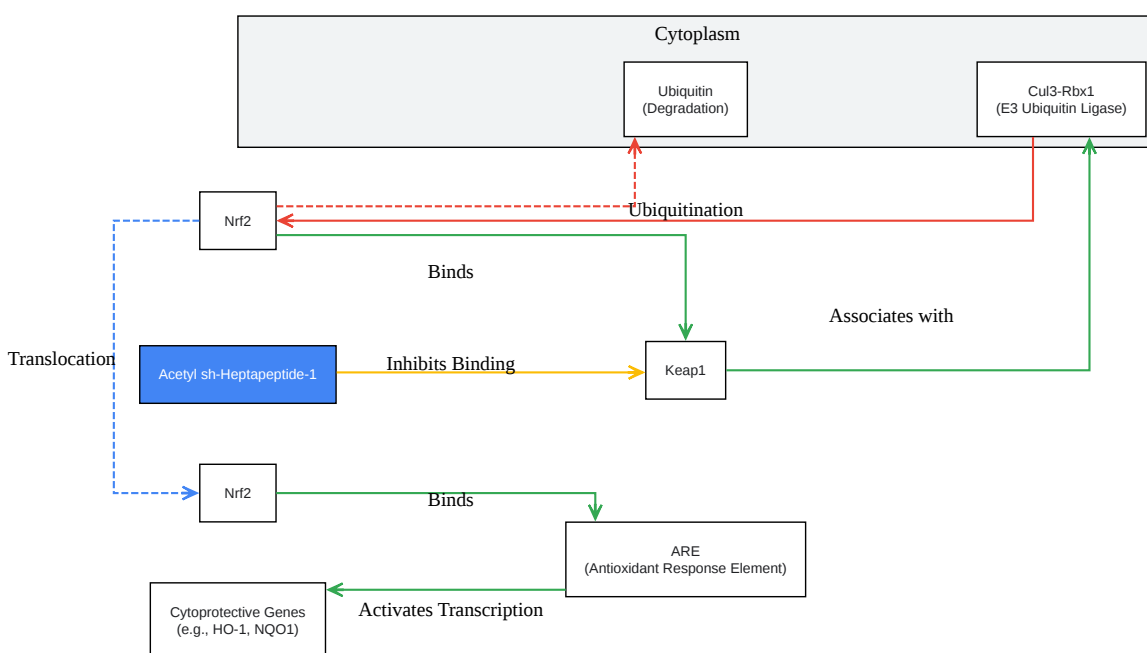 Cytoplasm
Ubiquitin
(Degradation)
Cul3-Rbx1
(E3 Ubiquitin Ligase)
Nrf2
Ubiquitination
Binds
Associates with
Translocation
Acetyl sh-Heptapeptide-1
Inhibits Binding
Keap1
Nrf2
Binds
ARE
(Antioxidant Response Element)
Cytoprotective Genes
(e.g., HO-1, NQO1)
Activates Transcription